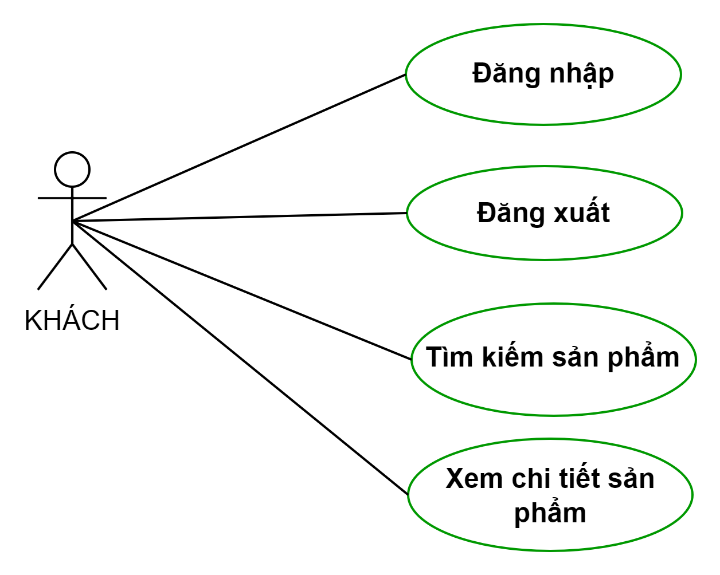 Đăng nhập
Đăng xuất
KHÁCH
Tìm kiếm sản phẩm
Xem chi tiết sản
phẩm